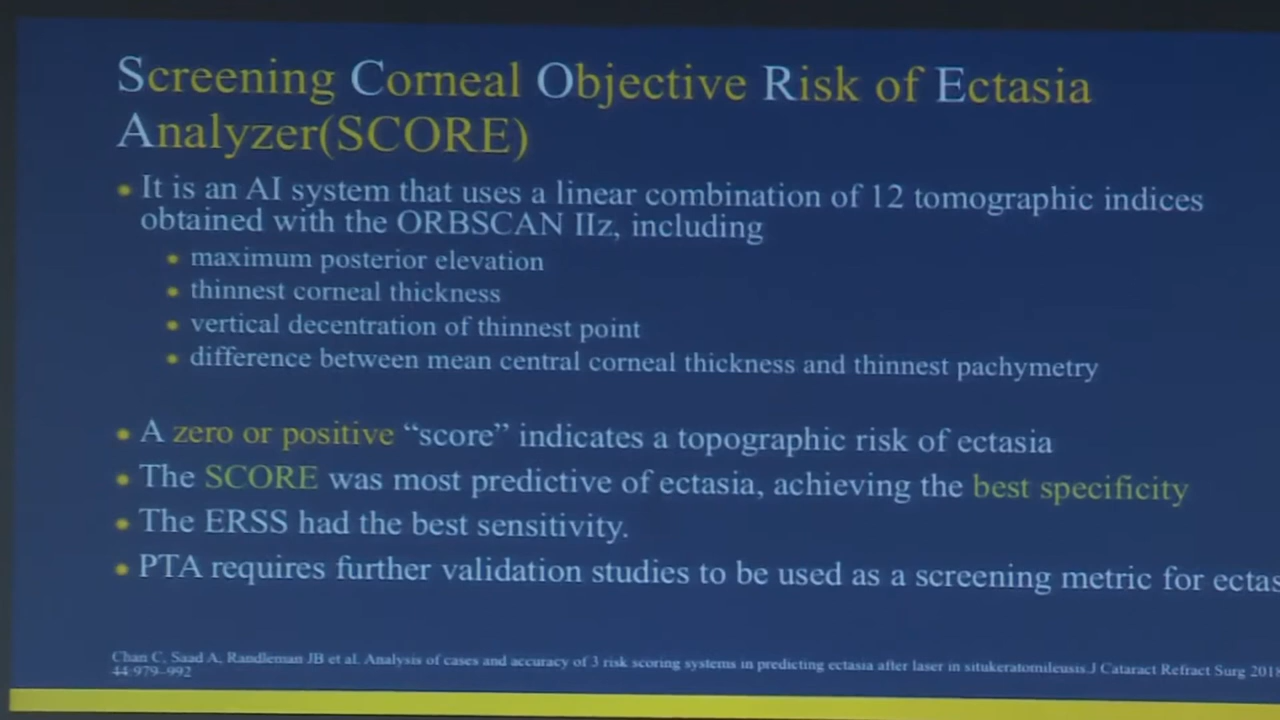 Screening Corneal Objective Risk of Ectasia
Analyzer(SCORE)
• It is an AI system that uses a linear combination of 12 tomographic indices
obtained with the ORBSCAN IIz, including
• maximum posterior elevation
• thinnest corneal thickness
• vertical decentration of thinnest point
• difference between mean central corneal thickness and thinnest pachymetry
• A zero or positive “score” indicates a topographic risk of ectasia
• The SCORE was most predictive of ectasia, achieving the best specificity
• The ERSS had the best sensitivity.
• PTA requires further validation studies to be used as a screening metric for ectas
Chan C, Saad A, Randleman JB et al. Analysis of cases and accuracy of 3 risk scoring systems in predicting ectasia after laser in situkeratomileusis.J Cataract Refract Surg 2018
44:979–992